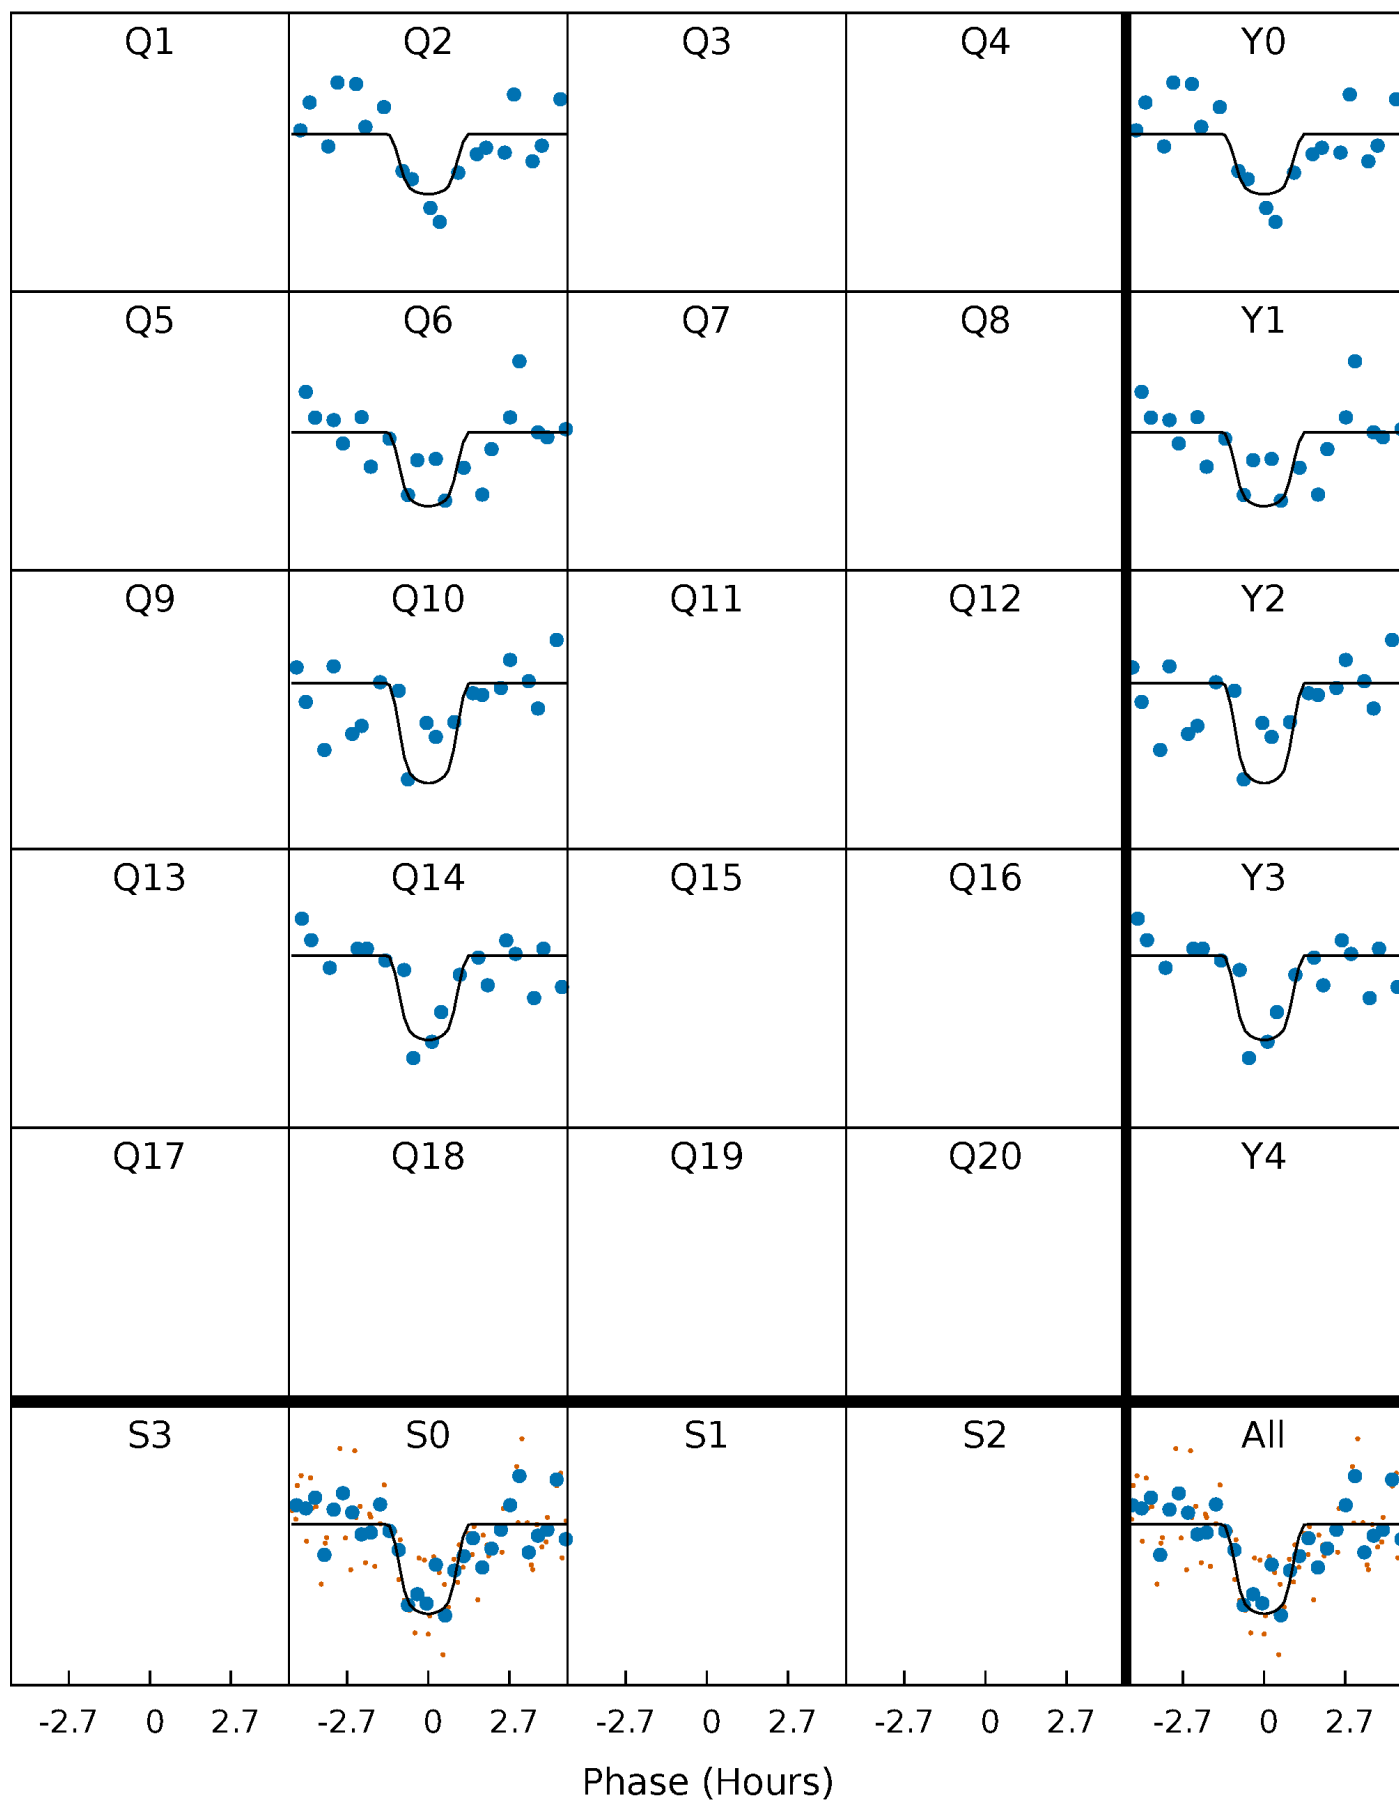 Q1 Q2 Q3 Q4 Y0
Q5 Q6 Q7 Q8 Y1
Q9 Q10 Q11 Q12 Y2
Q13 Q14 Q15 Q16 Y3
Q17 Q18 Q19 Q20 Y4
S3 S0 S1 S2 All
-2.7 0 2.7 -2.7 0 2.7 -2.7 0 2.7 -2.7 0 2.7 -2.7 0 2.7
Phase (Hours)